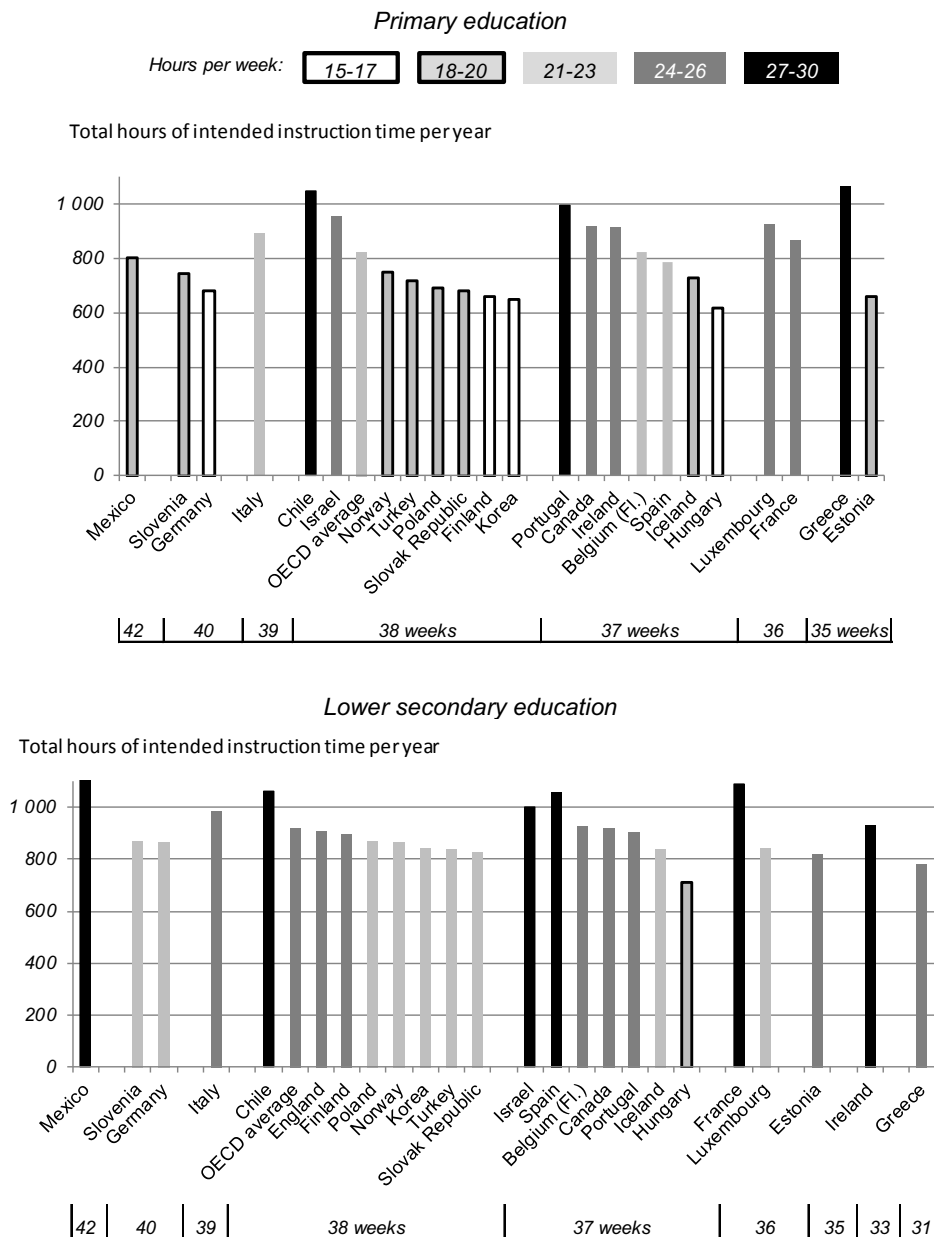 Primary education
Hours per week: 15-17 18-20 21-23 24-26 27-30
Total hours of intended instruction time per year
1 000
800
600
400
200
0
Mexico Slovenia Germany Italy Chile Israel OECD average Norway Turkey Poland Slovak Republic Finland Korea Portugal Canada Ireland Belgium (Fl.) Spain Iceland Hungary Luxembourg France Greece Estonia
42 40 39 38 weeks 37 weeks 36 35 weeks
Lower secondary education
Total hours of intended instruction time per year
1 000
800
600
400
200
0
Mexico Slovenia Germany Italy Chile OECD average England Finland Poland Norway Korea Turkey Slovak Republic Israel Spain Belgium (Fl.) Canada Portugal Iceland Hungary France Luxembourg Estonia Ireland Greece
42 40 39 38 weeks 37 weeks 36 35 33 31